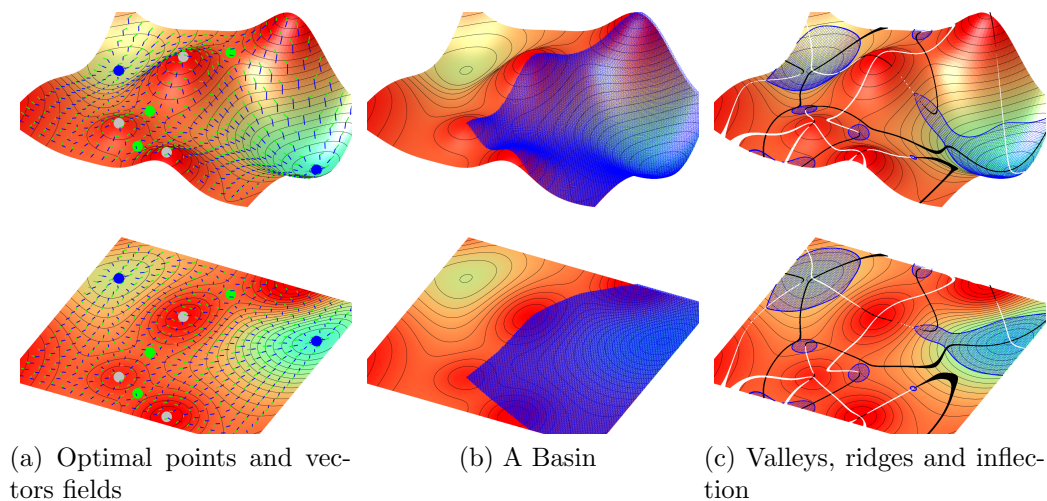 (a) Optimal points and vec-
tors fields
(b) A Basin
(c) Valleys, ridges and inflec-
tion